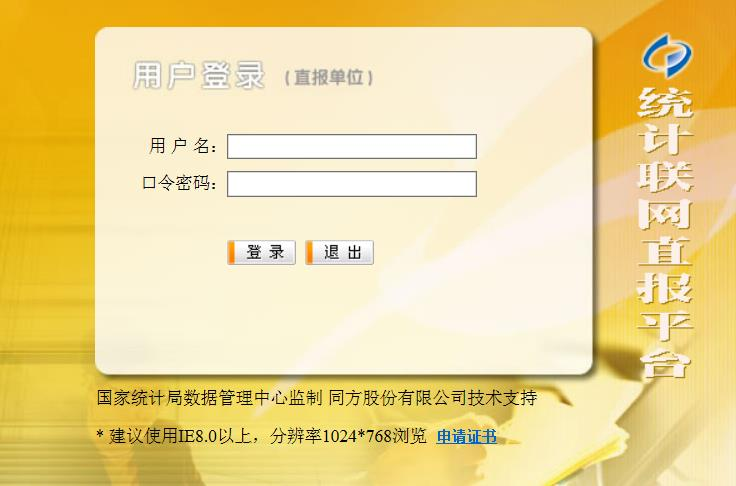 用户登录 （直报单位）
用 户 名：
口令密码：
登 录 退 出
国家统计局数据管理中心监制 同方股份有限公司技术支持
* 建议使用IE8.0以上，分辨率1024*768浏览 申请证书
统计联网直报平台